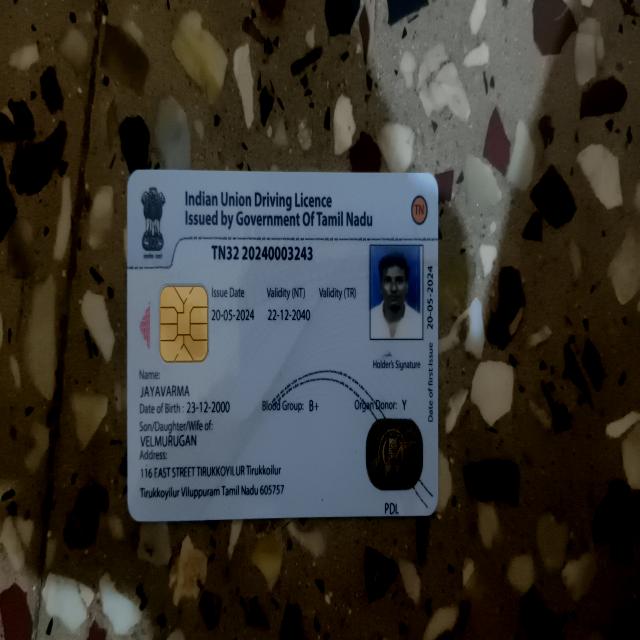 Indian Union Driving Licence
Issued by Government Of Tamil Nadu
TN
TN32 20240003243
Issue Date Validity (NT) Validity (TR)
20-05-2024 22-12-2040
Holder's Signature
Date of first Issue 20-05-2024
Name:
JAYAVARMA
Date of Birth : 23-12-2000 Blood Group: B+ Organ Donor: Y
Son/Daughter/Wife of:
VELMURUGAN
Address:
116 EAST STREET TIRUKKOYILUR Tirukkoilur
Tirukkoyilur Viluppuram Tamil Nadu 605757
PDL